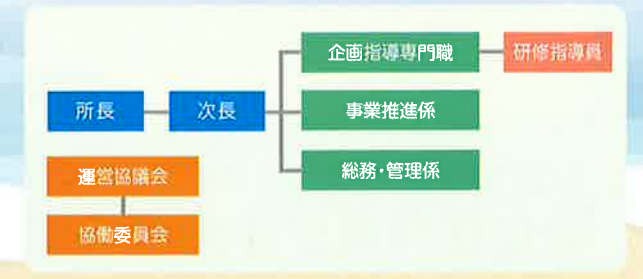 企画指導専門職
研修指導員
所長
次長
事業推進係
運営協議会
総務・管理係
協働委員会